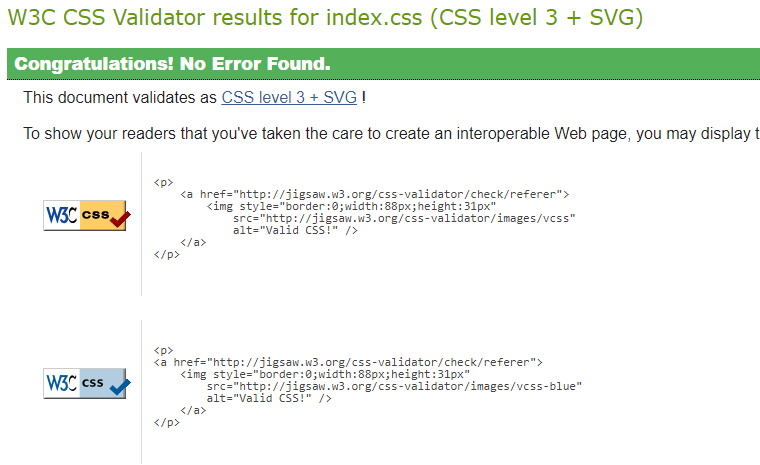 W3C CSS Validator results for index.css (CSS level 3 + SVG)
Congratulations! No Error Found.
This document validates as CSS level 3 + SVG !
To show your readers that you've taken the care to create an interoperable Web page, you may display t
W3C css
<p>
    <a href="http://jigsaw.w3.org/css-validator/check/referer">
        <img style="border:0;width:88px;height:31px"
            src="http://jigsaw.w3.org/css-validator/images/vcss"
            alt="Valid CSS!" />
    </a>
</p>
W3C css
<p>
<a href="http://jigsaw.w3.org/css-validator/check/referer">
    <img style="border:0;width:88px;height:31px"
        src="http://jigsaw.w3.org/css-validator/images/vcss-blue"
        alt="Valid CSS!" />
    </a>
</p>